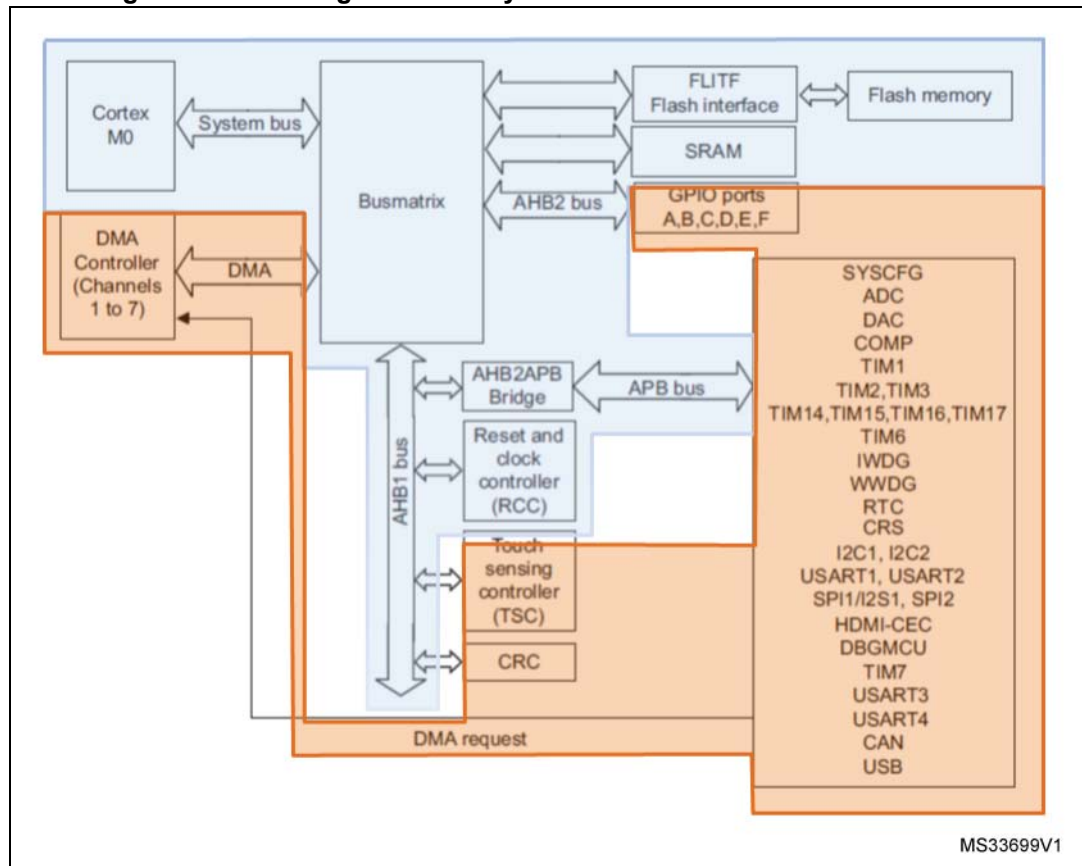 Cortex
M0
System bus
Busmatrix
FLITF
Flash interface
Flash memory
SRAM
AHB2 bus
GPIO ports
A,B,C,D,E,F
DMA
Controller
(Channels
1 to 7)
DMA
AHB1 bus
AHB2APB
Bridge
APB bus
Reset and
clock
controller
(RCC)
Touch
sensing
controller
(TSC)
CRC
SYSCFG
ADC
DAC
COMP
TIM1
TIM2,TIM3
TIM14,TIM15,TIM16,TIM17
TIM6
IWDG
WWDG
RTC
CRS
I2C1, I2C2
USART1, USART2
SPI1/I2S1, SPI2
HDMI-CEC
DBGMCU
TIM7
USART3
USART4
CAN
USB
DMA request
MS33699V1